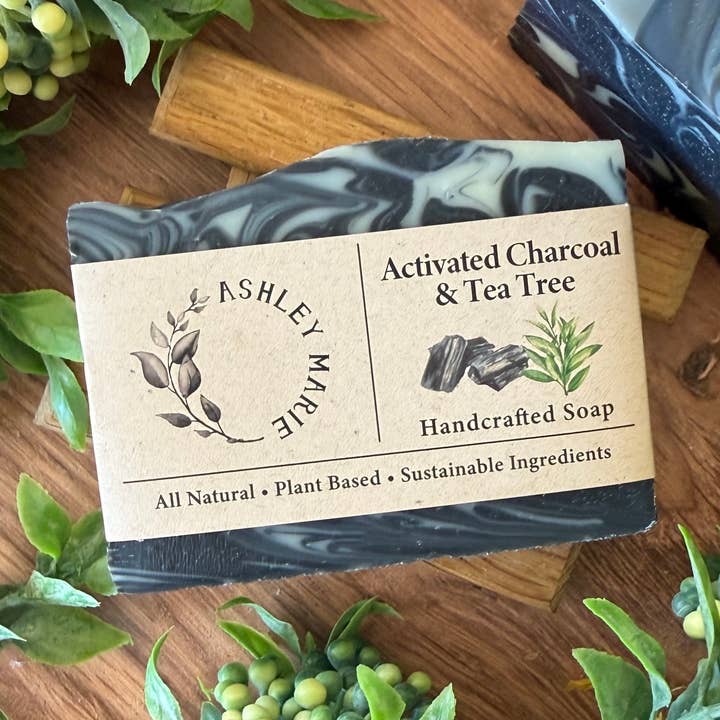 ASHLEY MARIE
Activated Charcoal
& Tea Tree
Handcrafted Soap
All Natural • Plant Based • Sustainable Ingredients